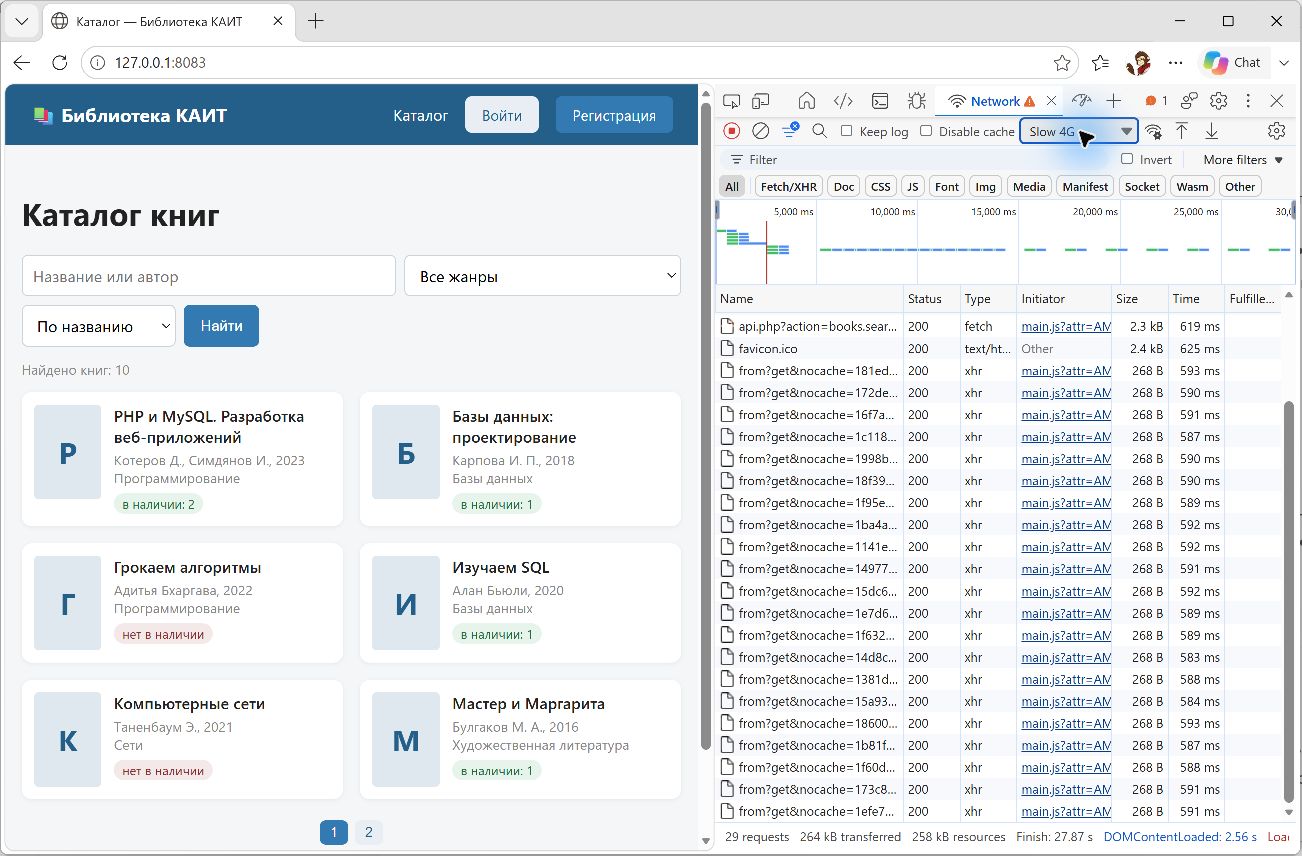 Каталог — Библиотека КАИТ
127.0.0.1:8083
Chat
Библиотека КАИТ
Каталог
Войти
Регистрация
Каталог книг
Название или автор
Все жанры
По названию
Найти
Найдено книг: 10
Р
PHP и MySQL. Разработка
веб-приложений
Котеров Д., Симдянов И., 2023
Программирование
в наличии: 2
Б
Базы данных:
проектирование
Карпова И. П., 2018
Базы данных
в наличии: 1
Г
Грокаем алгоритмы
Адитья Бхаргава, 2022
Программирование
нет в наличии
И
Изучаем SQL
Алан Бьюли, 2020
Базы данных
в наличии: 1
К
Компьютерные сети
Таненбаум Э., 2021
Сети
нет в наличии
М
Мастер и Маргарита
Булгаков М. А., 2016
Художественная литература
в наличии: 1
1 2
Network
1
Keep log
Disable cache
Slow 4G
Filter
Invert
More filters
All Fetch/XHR Doc CSS JS Font Img Media Manifest Socket Wasm Other
5,000 ms 10,000 ms 15,000 ms 20,000 ms 25,000 ms 30,0
Name Status Type Initiator Size Time Fulfille...
api.php?action=books.sear... 200 fetch main.js?attr=AM 2.3 kB 619 ms
favicon.ico 200 text/ht... Other 2.4 kB 625 ms
from?get&nocache=181ed... 200 xhr main.js?attr=AM 268 B 593 ms
from?get&nocache=172de... 200 xhr main.js?attr=AM 268 B 590 ms
from?get&nocache=16f7a... 200 xhr main.js?attr=AM 268 B 591 ms
from?get&nocache=1c118... 200 xhr main.js?attr=AM 268 B 587 ms
from?get&nocache=1998b... 200 xhr main.js?attr=AM 268 B 590 ms
from?get&nocache=18f39... 200 xhr main.js?attr=AM 268 B 590 ms
from?get&nocache=1f95e... 200 xhr main.js?attr=AM 268 B 589 ms
from?get&nocache=1ba4a... 200 xhr main.js?attr=AM 268 B 592 ms
from?get&nocache=1141e... 200 xhr main.js?attr=AM 268 B 592 ms
from?get&nocache=14977... 200 xhr main.js?attr=AM 268 B 591 ms
from?get&nocache=15dc6... 200 xhr main.js?attr=AM 268 B 592 ms
from?get&nocache=1e7d6... 200 xhr main.js?attr=AM 268 B 589 ms
from?get&nocache=1f632... 200 xhr main.js?attr=AM 268 B 589 ms
from?get&nocache=14d8c... 200 xhr main.js?attr=AM 268 B 583 ms
from?get&nocache=1381d... 200 xhr main.js?attr=AM 268 B 588 ms
from?get&nocache=15a93... 200 xhr main.js?attr=AM 268 B 584 ms
from?get&nocache=18600... 200 xhr main.js?attr=AM 268 B 593 ms
from?get&nocache=1b81f... 200 xhr main.js?attr=AM 268 B 587 ms
from?get&nocache=1f60d... 200 xhr main.js?attr=AM 268 B 588 ms
from?get&nocache=173c8... 200 xhr main.js?attr=AM 268 B 591 ms
from?get&nocache=1efe7... 200 xhr main.js?attr=AM 268 B 591 ms
29 requests 264 kB transferred 258 kB resources Finish: 27.87 s DOMContentLoaded: 2.56 s Loa